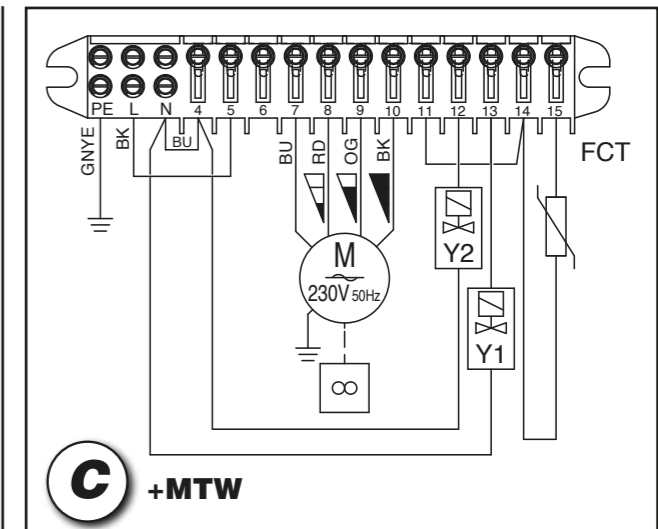 PE L N 4 5 6 7 8 9 10 11 12 13 14 15
GNYE BK BU BU RD OG BK FCT
M
230V 50Hz
Y2
Y1
∞
C +MTW